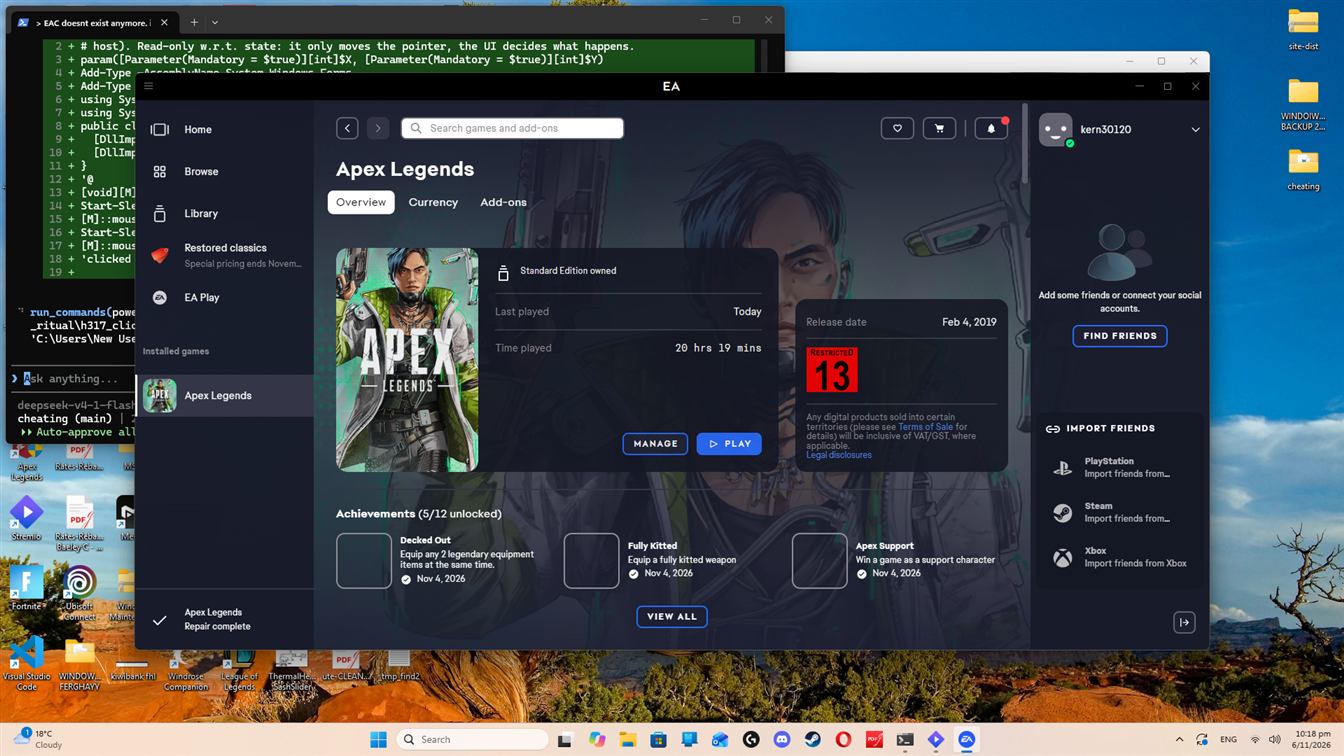 > EAC doesnt exist anymore. i
2 + # host). Read-only w.r.t. state: it only moves the pointer, the UI decides what happens.
3 + param([Parameter(Mandatory = $true)][int]$X, [Parameter(Mandatory = $true)][int]$Y)
4 + Add-Type -AssemblyName System.Windows.Forms
5 + Add-Type
6 + using Sys
7 + using Sys
8 + public cl
9 + [DllImp
10 + [DllImp
11 + }
12 + '@
13 + [void][M]
14 + Start-Sle
15 + [M]::mous
16 + Start-Sle
17 + [M]::mous
18 + 'clicked
19 +
run_commands(powe
_ritual\h317_clic
'C:\Users\New Use
> Ask anything...
deepseek-v4-1-flash
cheating (main) |
Auto-approve all
EA
Home
Browse
Library
Restored classics
Special pricing ends Novem...
EA Play
Installed games
Apex Legends
Apex Legends
Repair complete
Search games and add-ons
Apex Legends
Overview
Currency
Add-ons
APEX
LEGENDS
Standard Edition owned
Last played
Today
Time played
20 hrs 19 mins
MANAGE
PLAY
Release date
Feb 4, 2019
RESTRICTED
13
Any digital products sold into certain
territories (please see Terms of Sale for
details) will be inclusive of VAT/GST, where
applicable.
Legal disclosures
Achievements (5/12 unlocked)
Decked Out
Equip any 2 legendary equipment
items at the same time.
Nov 4, 2026
Fully Kitted
Equip a fully kitted weapon
Nov 4, 2026
Apex Support
Win a game as a support character
Nov 4, 2026
VIEW ALL
kern30120
Add some friends or connect your social
accounts.
FIND FRIENDS
IMPORT FRIENDS
PlayStation
Import friends from...
Steam
Import friends from...
Xbox
Import friends from Xbox
site-dist
WINDOIW...
BACKUP 2...
cheating
Apex
Legends
Rates-Reba...
Stremio
Rates-Reba...
Bagley C - ...
Fortnite
Ubisoft
Connect
Visual Studio
Code
WINDOW...
FERGHAYY
kiwibank fhl
Windrose
Companion
League of
Legends
ThermalHe...
SashSlider
ute-CLEAN...
_tmp_find2
1
18°C
Cloudy
Search
ENG
10:18 pm
6/11/2026